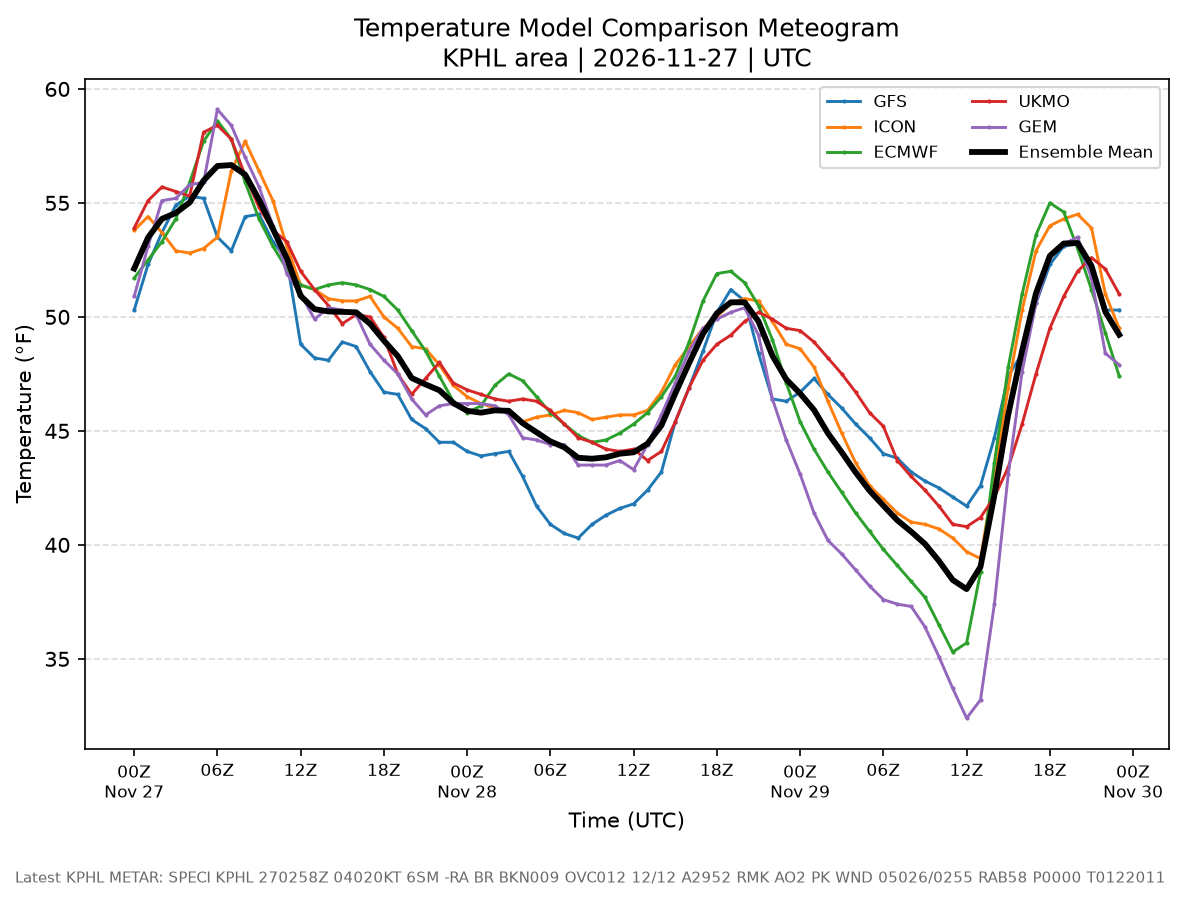 Temperature Model Comparison Meteogram
KPHL area | 2026-11-27 | UTC
GFS
ICON
ECMWF
UKMO
GEM
Ensemble Mean
Temperature (°F)
60
55
50
45
40
35
00Z
Nov 27
06Z
12Z
18Z
00Z
Nov 28
06Z
12Z
18Z
00Z
Nov 29
06Z
12Z
18Z
00Z
Nov 30
Time (UTC)
Latest KPHL METAR: SPECI KPHL 270258Z 04020KT 6SM -RA BR BKN009 OVC012 12/12 A2952 RMK AO2 PK WND 05026/0255 RAB58 P0000 T0122011